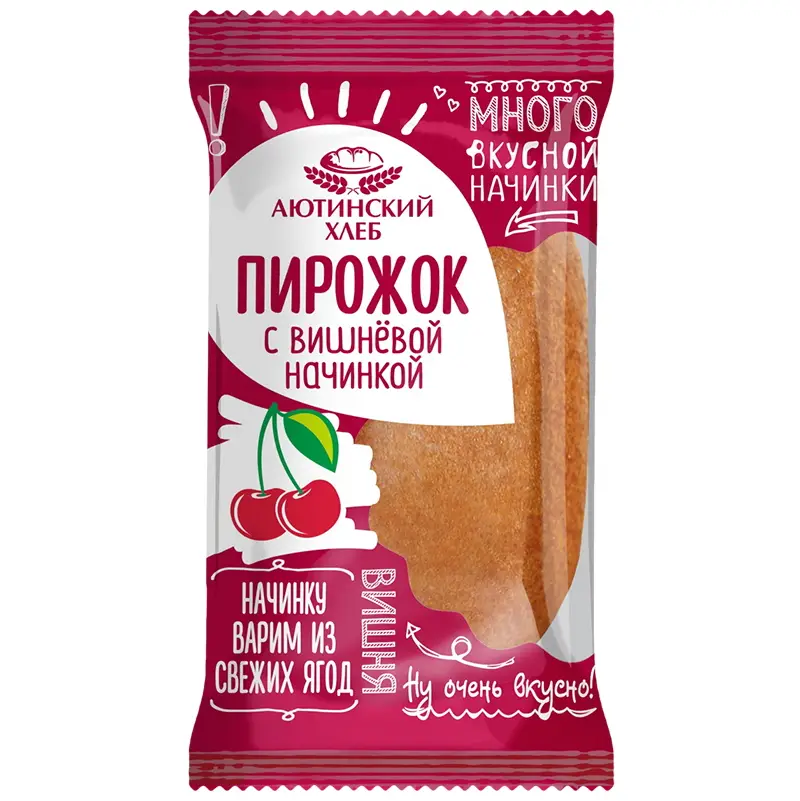 МНОГО
ВКУСНОЙ
НАЧИНКИ
АЮТИНСКИЙ
ХЛЕБ
ПИРОЖОК
С ВИШНЁВОЙ
НАЧИНКОЙ
ВИШНЯ
НАЧИНКУ
ВАРИМ ИЗ
СВЕЖИХ ЯГОД
Ну очень вкусно!